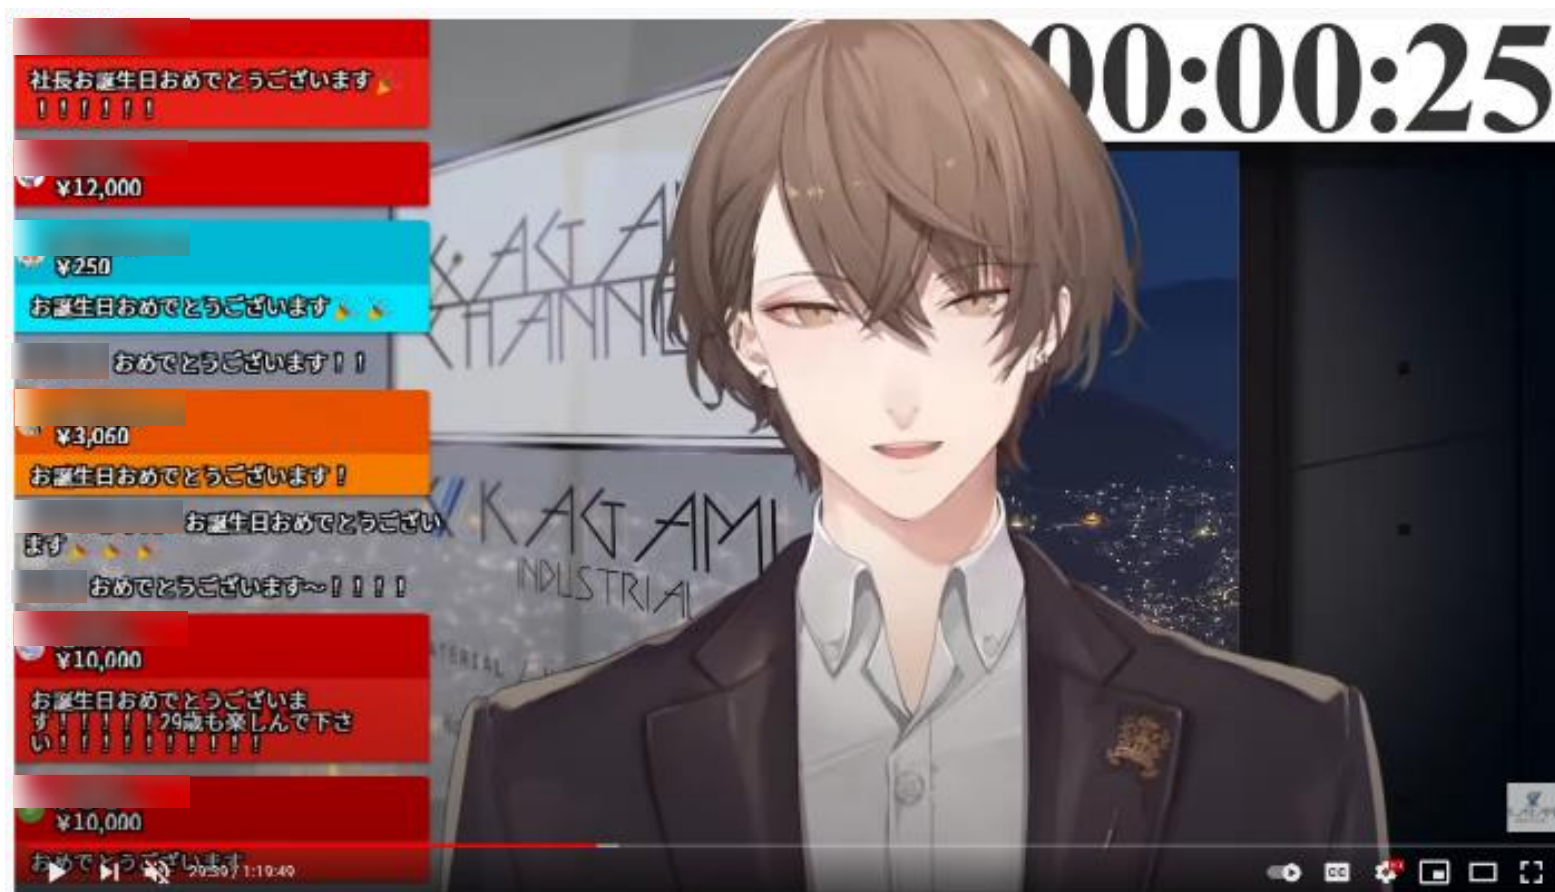 社長お誕生日おめでとうございます🎉
！！！！！！
¥12,000
¥250
お誕生日おめでとうございます🎉 🎉
おめでとうございます！！
¥3,060
お誕生日おめでとうございます！
お誕生日おめでとうござい
ます🎉 🎉 🎉
おめでとうございます～！！！！
¥10,000
お誕生日おめでとうございま
す！！！！！29歳も楽しんで下さ
い！！！！！！！！！！
¥10,000
おめでとうございます
00:00:25
KAGAMI
CHANNEL
KAGAMI
INDUSTRIAL
29:39 / 1:19:49
CC